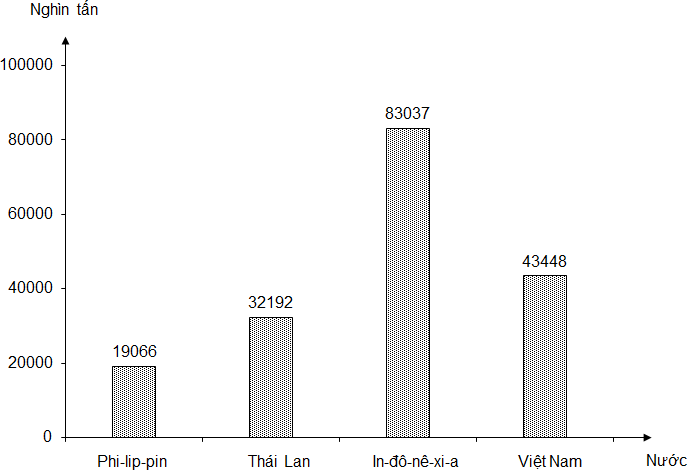 Nghìn tấn
100000
80000
60000
40000
20000
0
19066
32192
83037
43448
Phi-lip-pin
Thái Lan
In-đô-nê-xi-a
Việt Nam
Nước